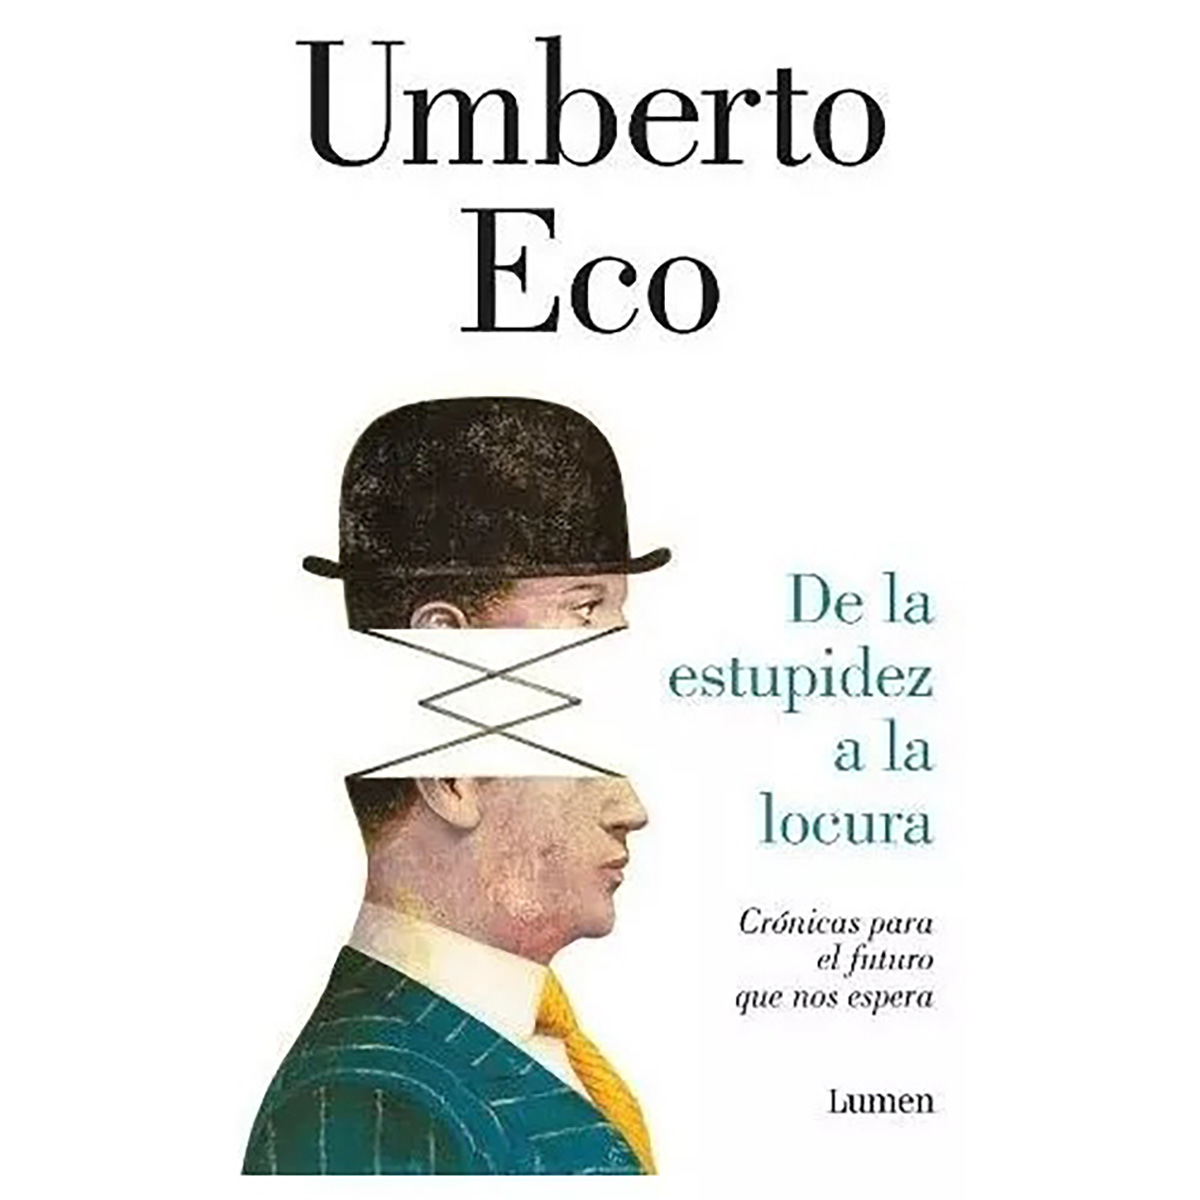 Umberto
Eco
De la
estupidez
a la
locura
Crónicas para
el futuro
que nos espera
Lumen